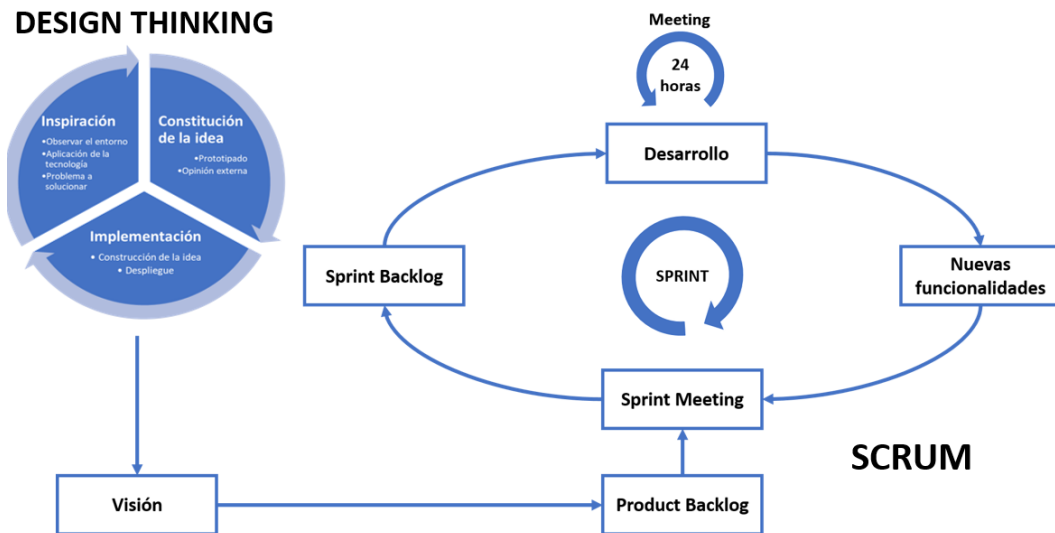 DESIGN THINKING
Inspiración
•Observar el entorno
•Aplicación de la
tecnología
•Problema a
solucionar
Constitución
de la idea
•Prototipado
•Opinión externa
Implementación
• Construcción de la idea
• Despliegue
Meeting
24
horas
Desarrollo
Sprint Backlog
SPRINT
Nuevas
funcionalidades
Sprint Meeting
SCRUM
Visión
Product Backlog